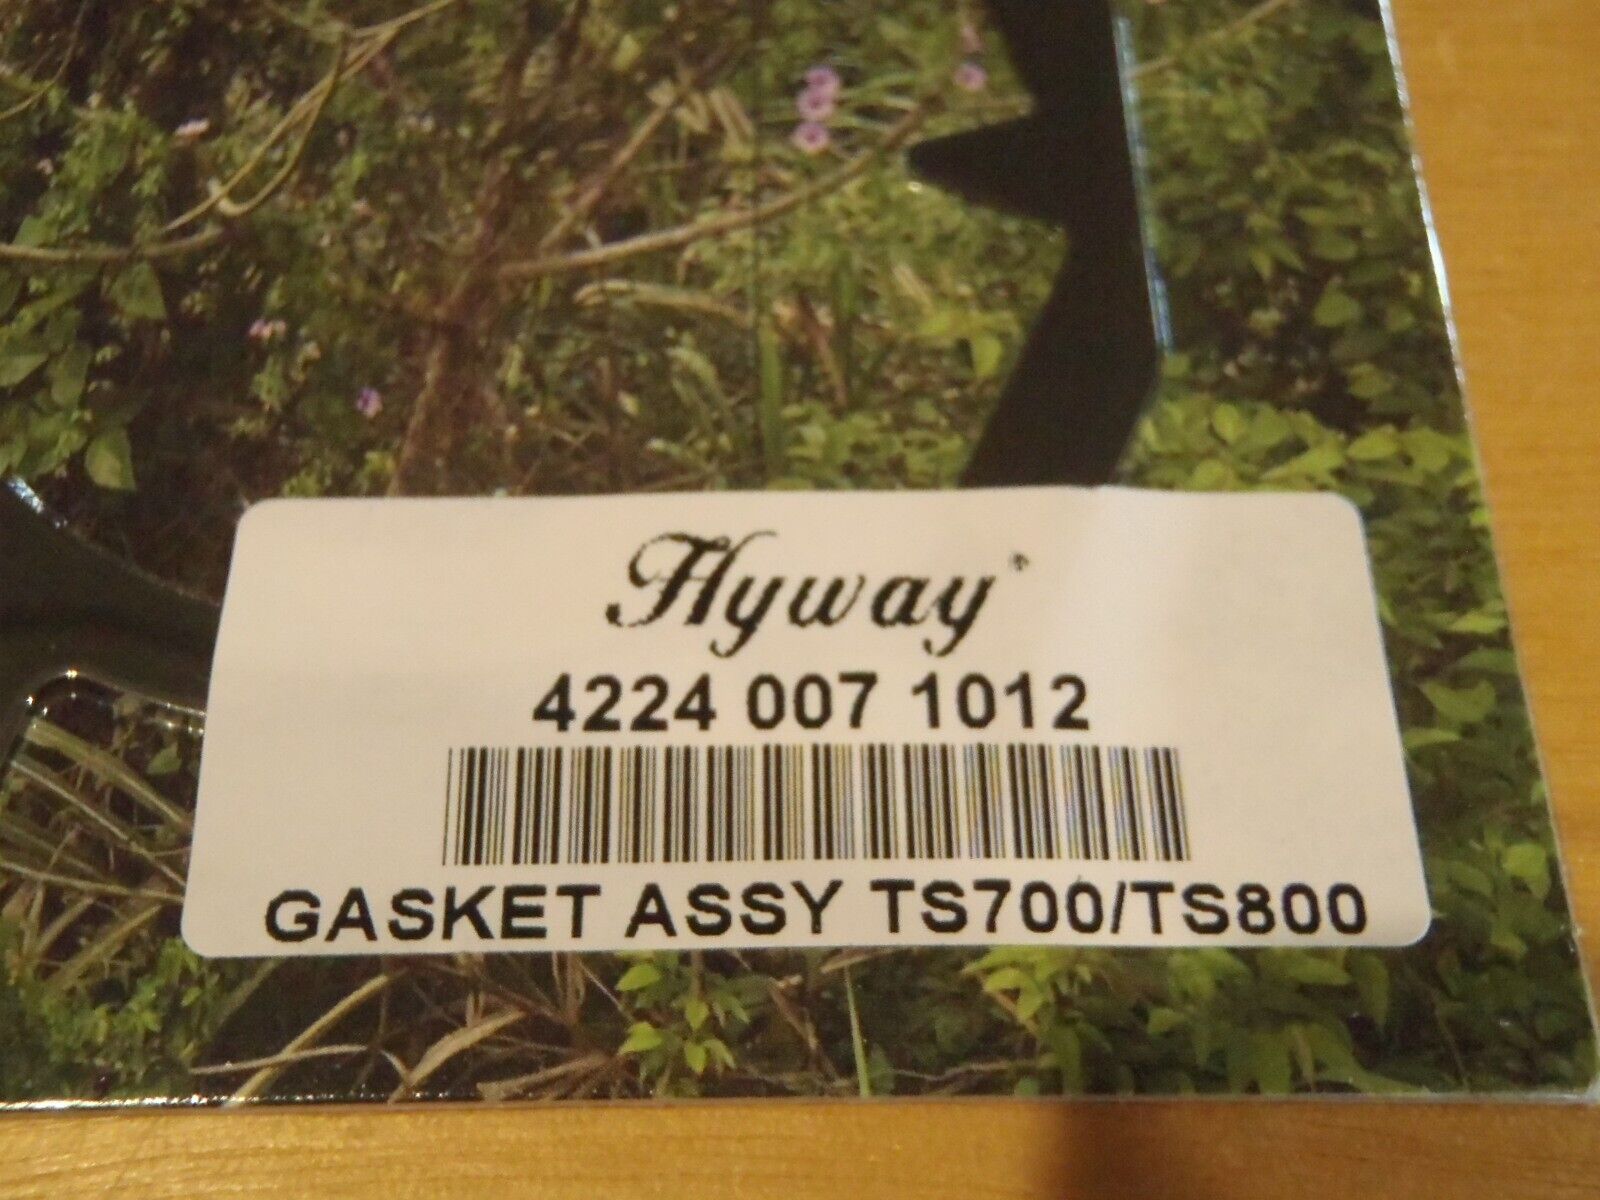 Hyway®
4224 007 1012
GASKET ASSY TS700/TS800